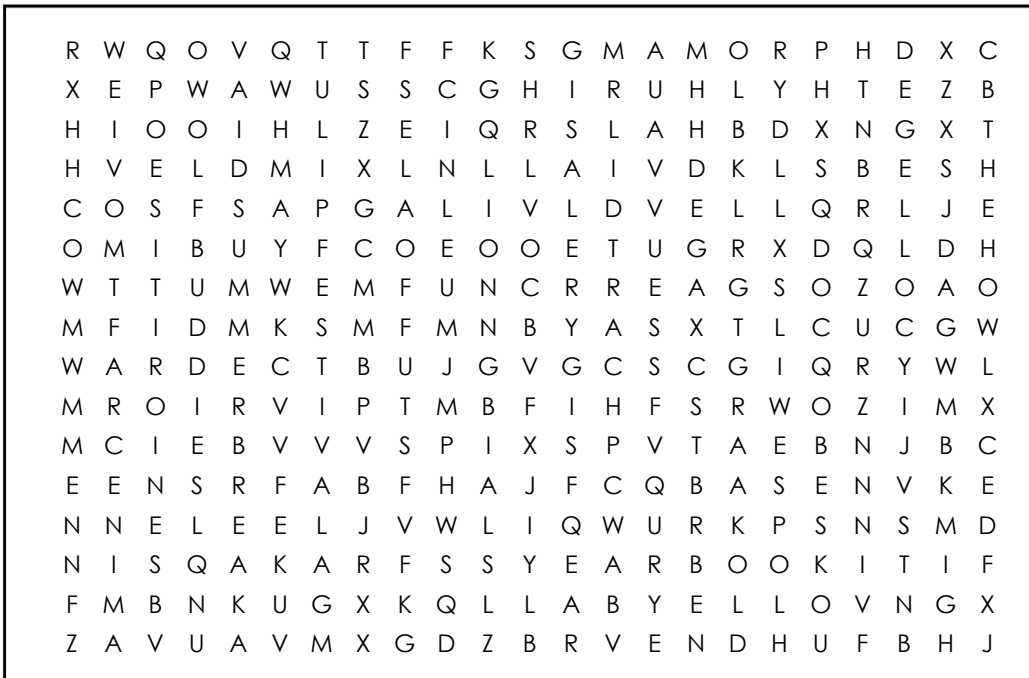 R W Q O V Q T T F F K S G M A M O R P H D X C
X E P W A W U S S C G H I R U H L Y H T E Z B
H I O O I H L Z E I Q R S L A H B D X N G X T
H V E L D M I X L N L L A I V D K L S B E S H
C O S F S A P G A L I V L D V E L L Q R L J E
O M I B U Y F C O E O O E T U G R X D Q L D H
W T T U M W E M F U N C R R E A G S O Z O A O
M F I D M K S M F M N B Y A S X T L C U C G W
W A R D E C T B U J G V G C S C G I Q R Y W L
M R O I R V I P T M B F I H F S R W O Z I M X
M C I E B V V V S P I X S P V T A E B N J B C
E E N S R F A B F H A J F C Q B A S E N V K E
N N E L E E L J V W L I Q W U R K P S N S M D
N I S Q A K A R F S S Y E A R B O O K I T I F
F M B N K U G X K Q L L A B Y E L L O V N G X
Z A V U A V M X G D Z B R V E N D H U F B H J